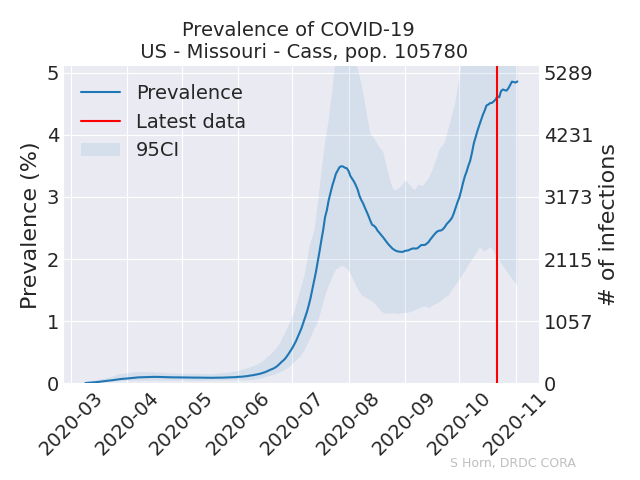 Prevalence of COVID-19
US - Missouri - Cass, pop. 105780
Prevalence
Latest data
95CI
Prevalence (%)
5
4
3
2
1
0
5289
4231
3173
2115
1057
0
# of infections
2020-03
2020-04
2020-05
2020-06
2020-07
2020-08
2020-09
2020-10
2020-11
S Horn, DRDC CORA